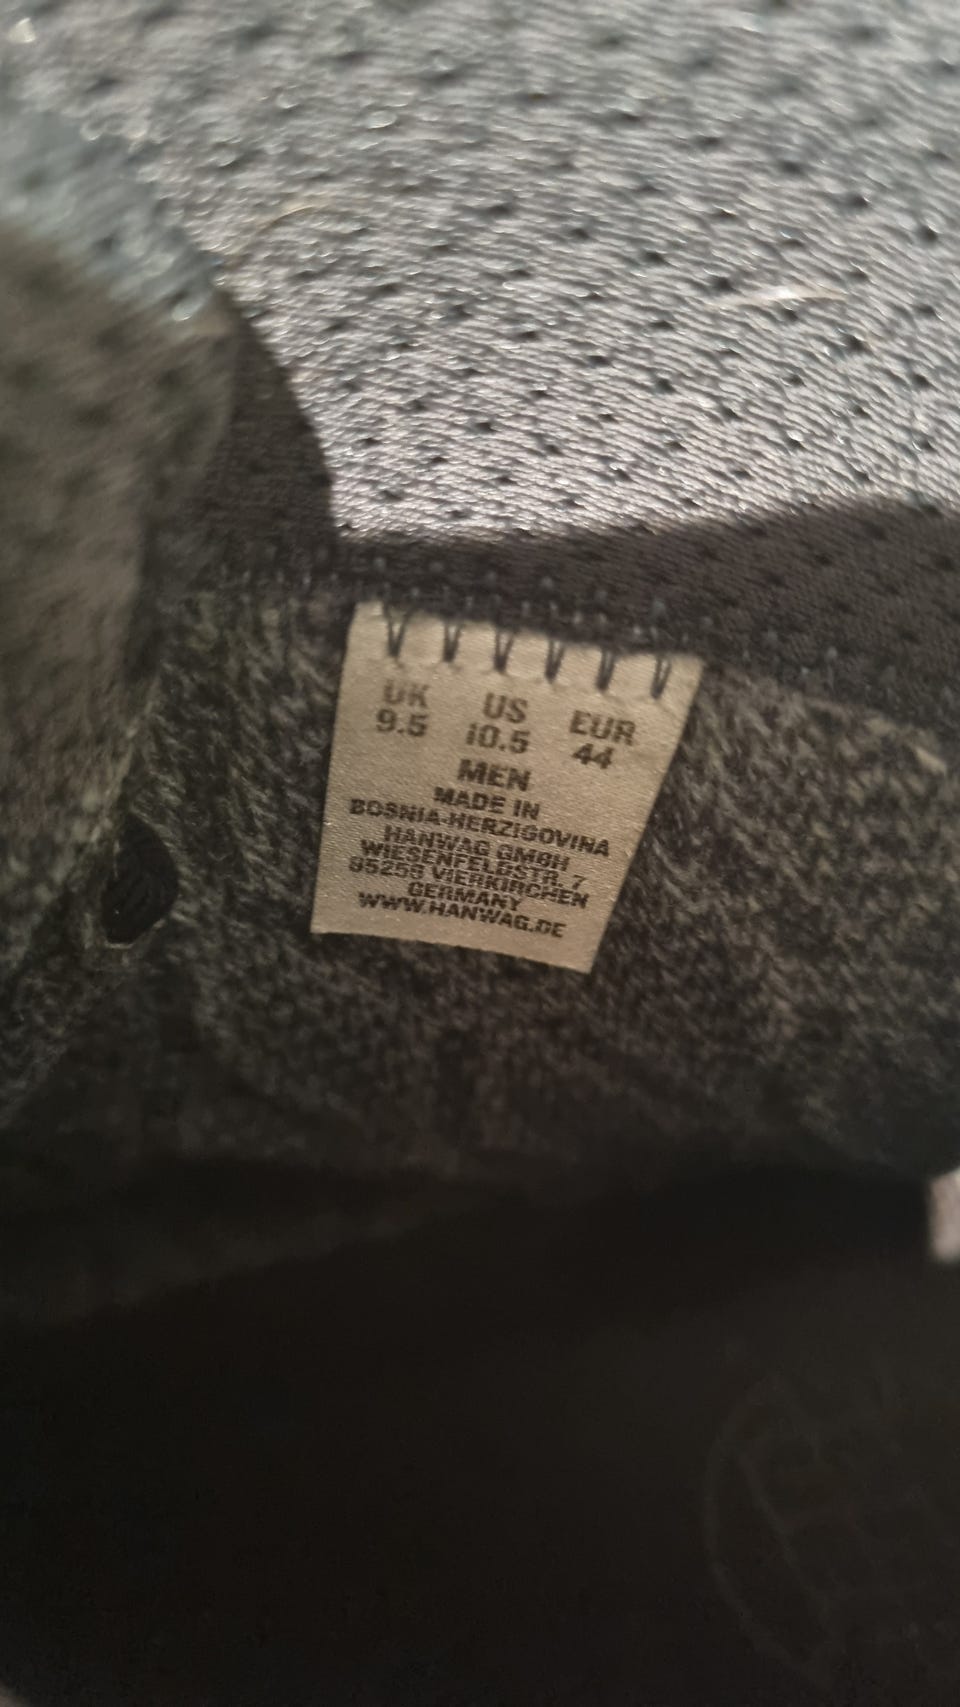 UK US EUR
9.5 10.5 44
MEN
MADE IN
BOSNIA-HERZIGOVINA
HANWAG GMBH
WIESENFELDSTR. 7
85256 VIERKIRCHEN
GERMANY
WWW.HANWAG.DE